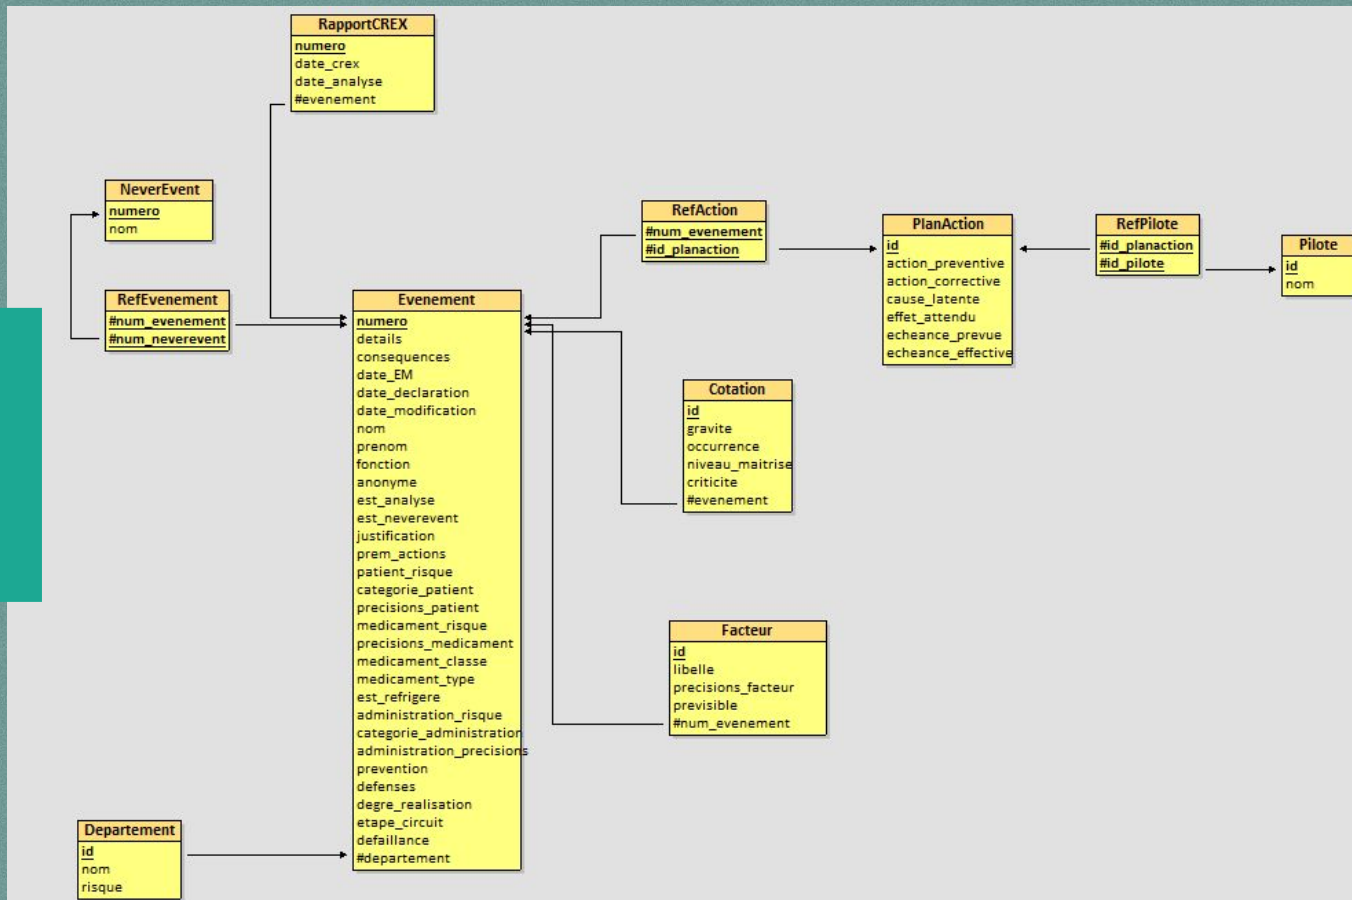 RapportCREX
numero
date_crex
date_analyse
#evenement
NeverEvent
numero
nom
RefEvenement
#num_evenement
#num_neverevent
Evenement
numero
details
consequences
date_EM
date_declaration
date_modification
nom
prenom
fonction
anonyme
est_analyse
est_neverevent
justification
prem_actions
patient_risque
categorie_patient
precisions_patient
medicament_risque
precisions_medicament
medicament_classe
medicament_type
est_refrigere
administration_risque
categorie_administration
administration_precisions
prevention
defenses
degre_realisation
etape_circuit
defaillance
#departement
RefAction
#num_evenement
#id_planaction
PlanAction
id
action_preventive
action_corrective
cause_latente
effet_attendu
echeance_prevue
echeance_effective
RefPilote
#id_planaction
#id_pilote
Pilote
id
nom
Cotation
id
gravite
occurrence
niveau_maitrise
criticite
#evenement
Facteur
id
libelle
precisions_facteur
previsible
#num_evenement
Departement
id
nom
risque